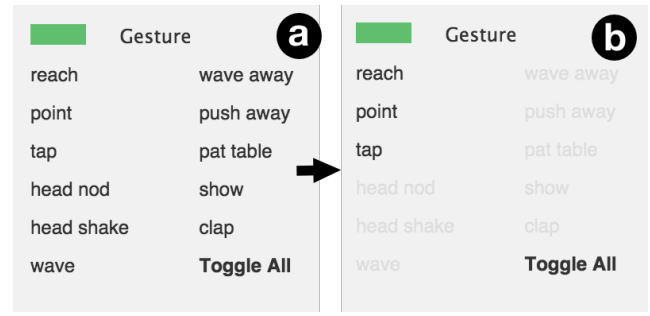 Gesture a
reach wave away
point push away
tap pat table
head nod show
head shake clap
wave Toggle All
Gesture b
reach wave away
point push away
tap pat table
head nod show
head shake clap
wave Toggle All